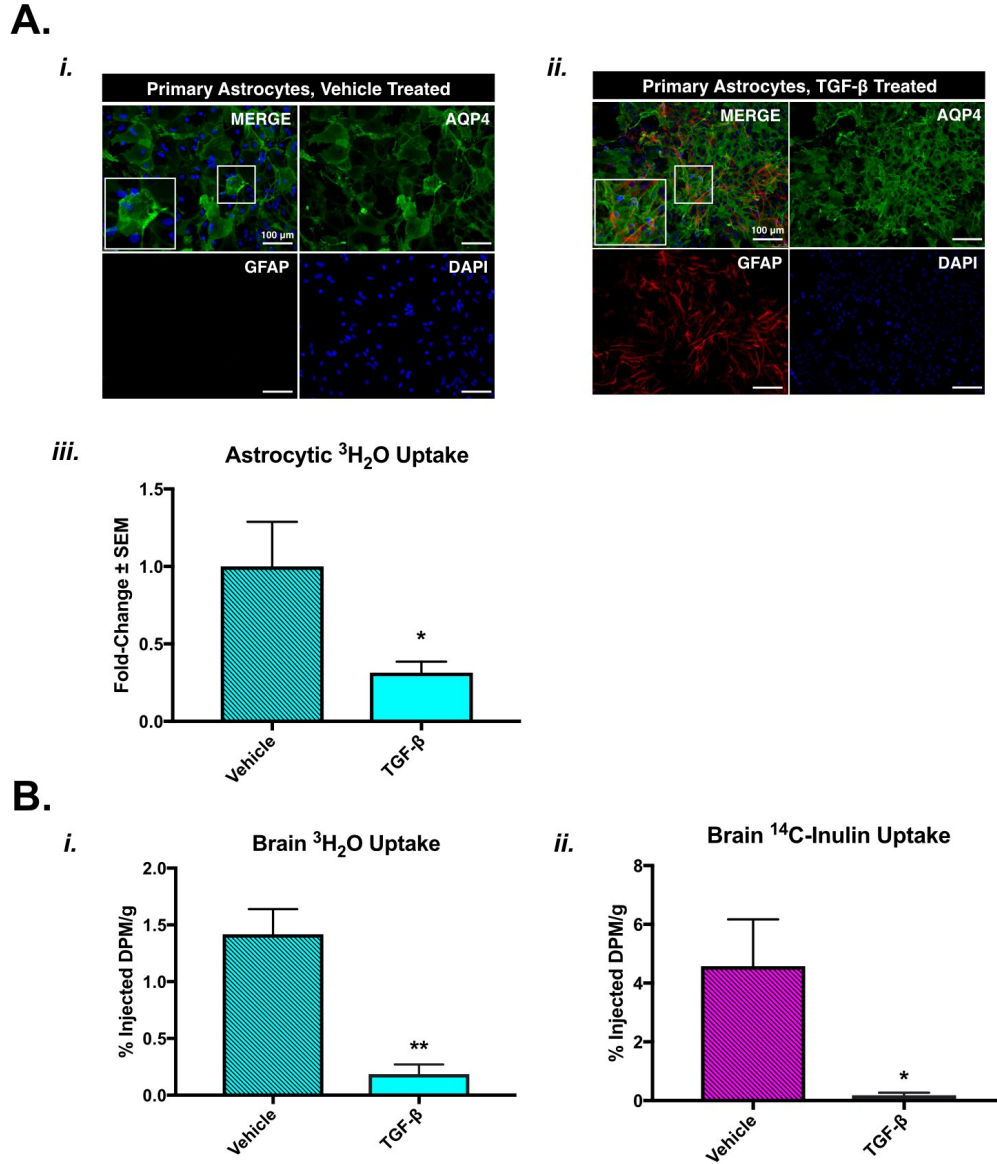 A.
i.
Primary Astrocytes, Vehicle Treated
MERGE
AQP4
100 µm
GFAP
DAPI
ii.
Primary Astrocytes, TGF-β Treated
MERGE
AQP4
100 µm
GFAP
DAPI
iii.
Astrocytic ³H₂O Uptake
Fold-Change ± SEM
1.5
1.0
0.5
0.0
*
Vehicle
TGF-β
B.
i.
Brain ³H₂O Uptake
% Injected DPM/g
2.0
1.5
1.0
0.5
0.0
**
Vehicle
TGF-β
ii.
Brain ¹⁴C-Inulin Uptake
% Injected DPM/g
8
6
4
2
0
*
Vehicle
TGF-β